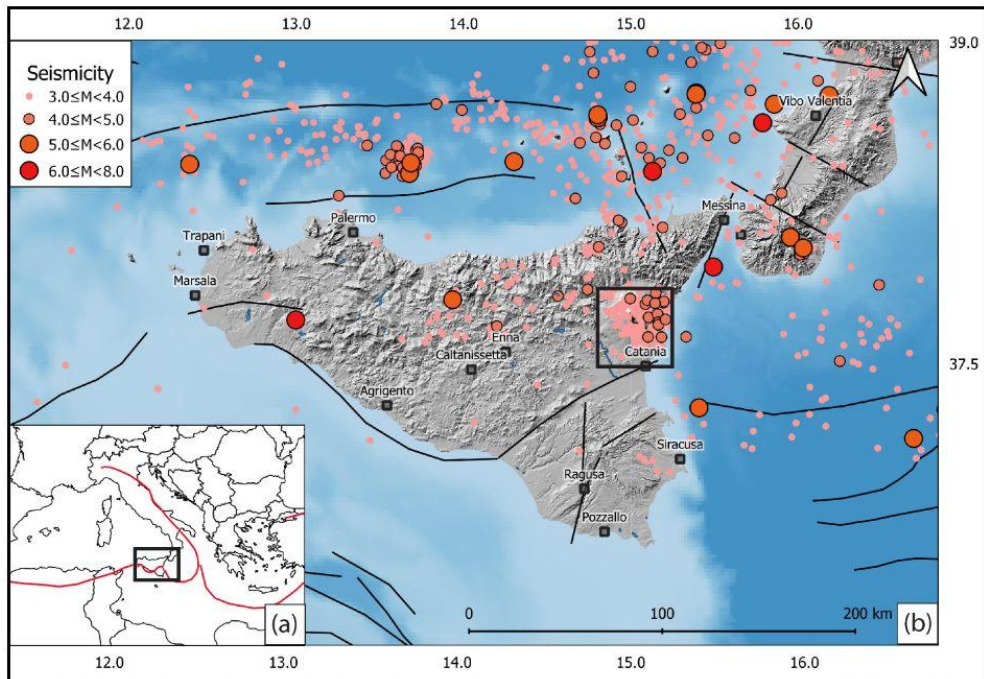 12.0 13.0 14.0 15.0 16.0
39.0
Seismicity
3.0≤M<4.0
4.0≤M<5.0
5.0≤M<6.0
6.0≤M<8.0
Vibo Valentia
Messina
Palermo
Trapani
Marsala
Enna
Caltanissetta
Catania
37.5
Agrigento
Siracusa
Ragusa
Pozzallo
(a)
0 100 200 km
(b)
12.0 13.0 14.0 15.0 16.0